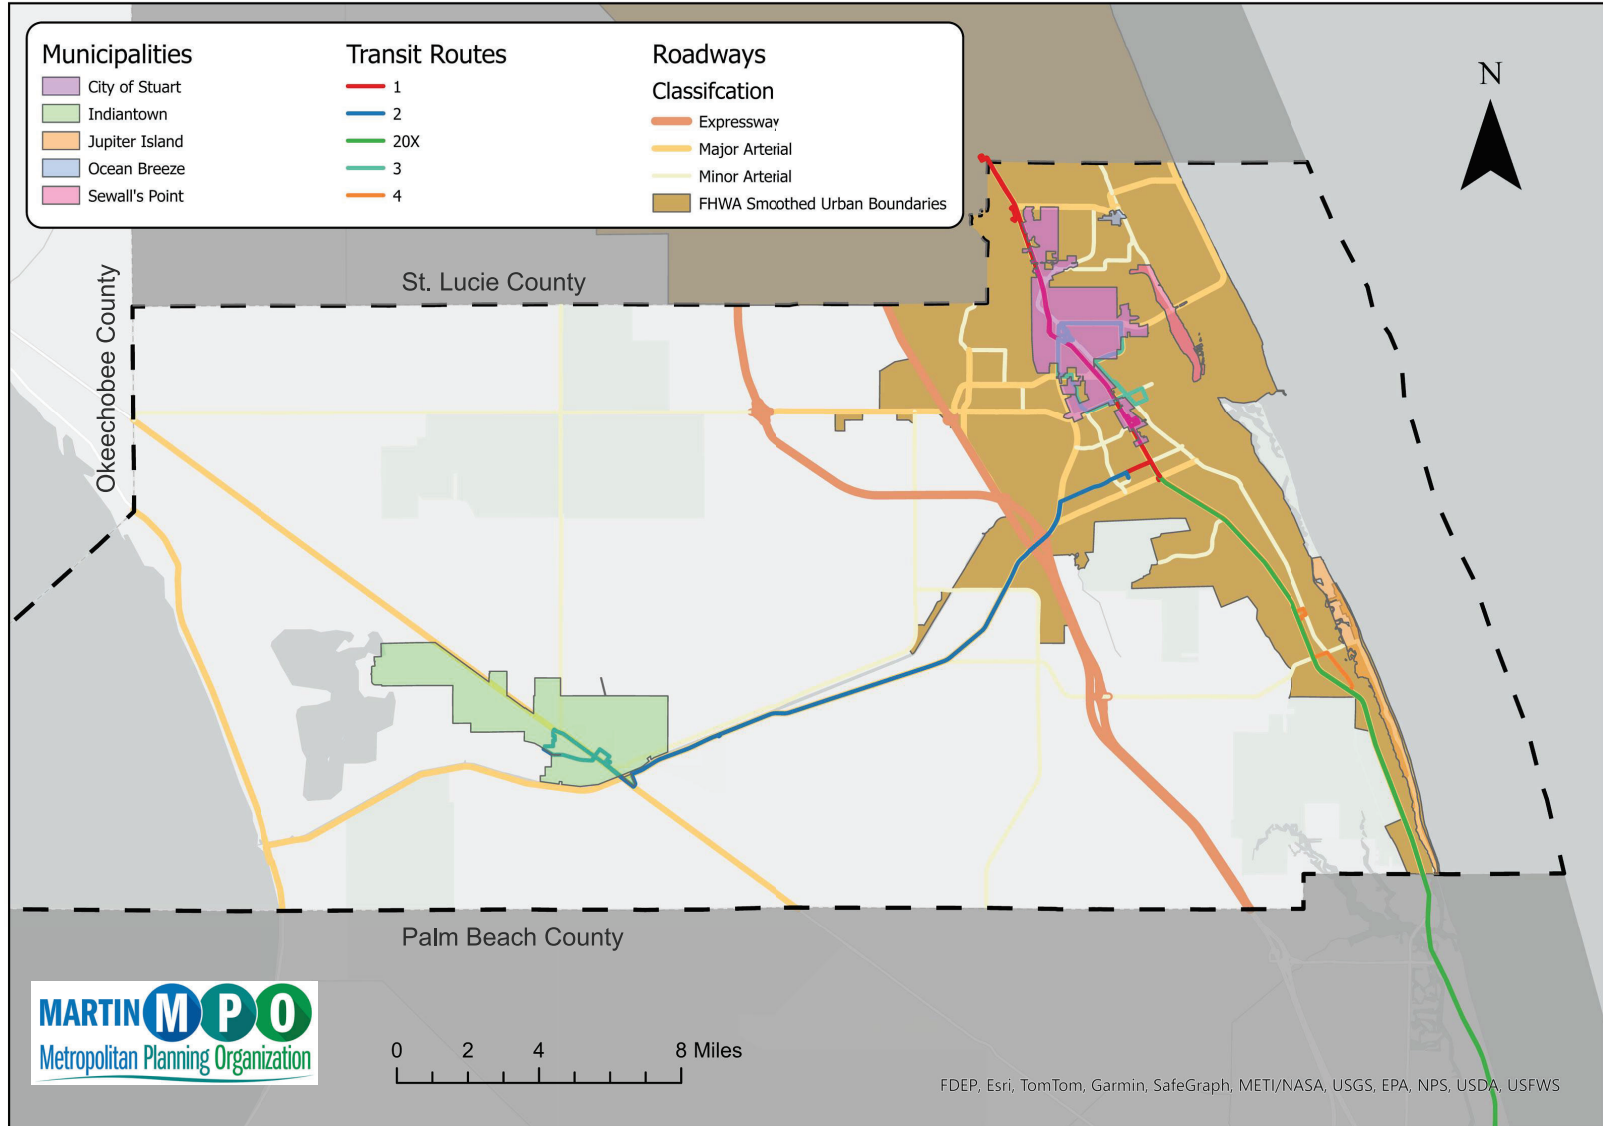 Municipalities
City of Stuart
Indiantown
Jupiter Island
Ocean Breeze
Sewall's Point
Transit Routes
1
2
20X
3
4
Roadways
Classifcation
Expressway
Major Arterial
Minor Arterial
FHWA Smoothed Urban Boundaries
N
St. Lucie County
Okeechobee County
Palm Beach County
MARTIN MPO
Metropolitan Planning Organization
0 2 4 8 Miles
FDEP, Esri, TomTom, Garmin, SafeGraph, METI/NASA, USGS, EPA, NPS, USDA, USFWS